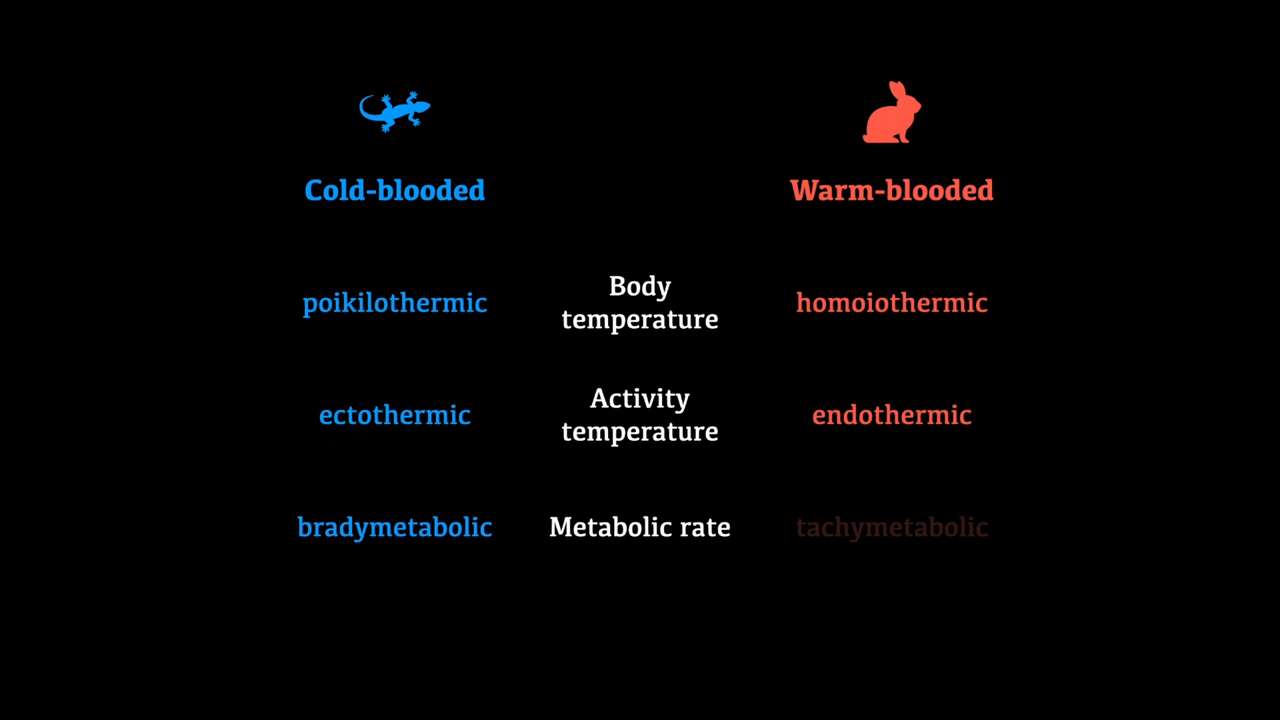 Cold-blooded
Warm-blooded
poikilothermic
Body
temperature
homoiothermic
ectothermic
Activity
temperature
endothermic
bradymetabolic
Metabolic rate
tachymetabolic